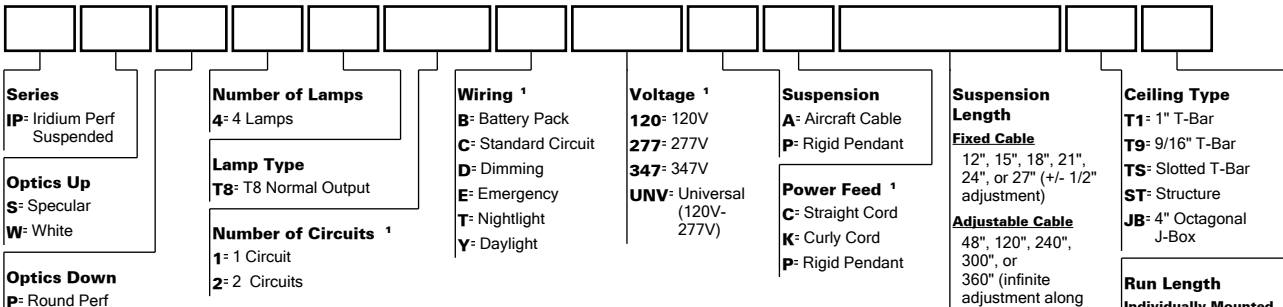 Series
IP= Iridium Perf
Suspended
Optics Up
S= Specular
W= White
Optics Down
P= Round Perf
Number of Lamps
4= 4 Lamps
Lamp Type
T8= T8 Normal Output
Number of Circuits ¹
1= 1 Circuit
2= 2 Circuits
Wiring ¹
B= Battery Pack
C= Standard Circuit
D= Dimming
E= Emergency
T= Nightlight
Y= Daylight
Voltage ¹
120= 120V
277= 277V
347= 347V
UNV= Universal
(120V-
277V)
Suspension
A= Aircraft Cable
P= Rigid Pendant
Power Feed ¹
C= Straight Cord
K= Curly Cord
P= Rigid Pendant
Suspension
Length
Fixed Cable
12", 15", 18", 21",
24", or 27" (+/- 1/2"
adjustment)
Adjustable Cable
48", 120", 240",
300", or
360" (infinite
adjustment along
Ceiling Type
T1= 1" T-Bar
T9= 9/16" T-Bar
TS= Slotted T-Bar
ST= Structure
JB= 4" Octagonal
J-Box
Run Length
Individually Mounted